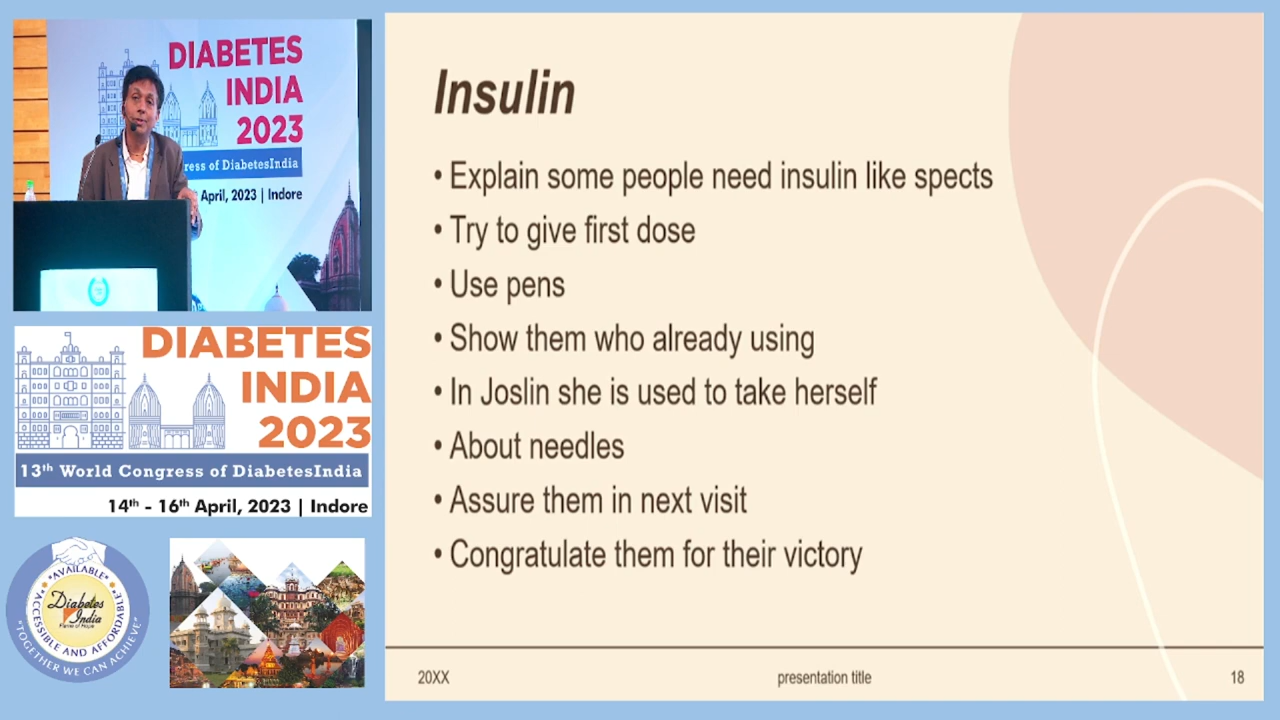 DIABETES
INDIA
2023
ress of DiabetesIndia
April, 2023 | Indore
DIABETES
INDIA
2023
13th World Congress of DiabetesIndia
14th - 16th April, 2023 | Indore
*AVAILABLE*
*ACCESSIBLE AND AFFORDABLE*
Diabetes
India
"TOGETHER WE CAN ACHIEVE"
Insulin
• Explain some people need insulin like spects
• Try to give first dose
• Use pens
• Show them who already using
• In Joslin she is used to take herself
• About needles
• Assure them in next visit
• Congratulate them for their victory
20XX
presentation title
18